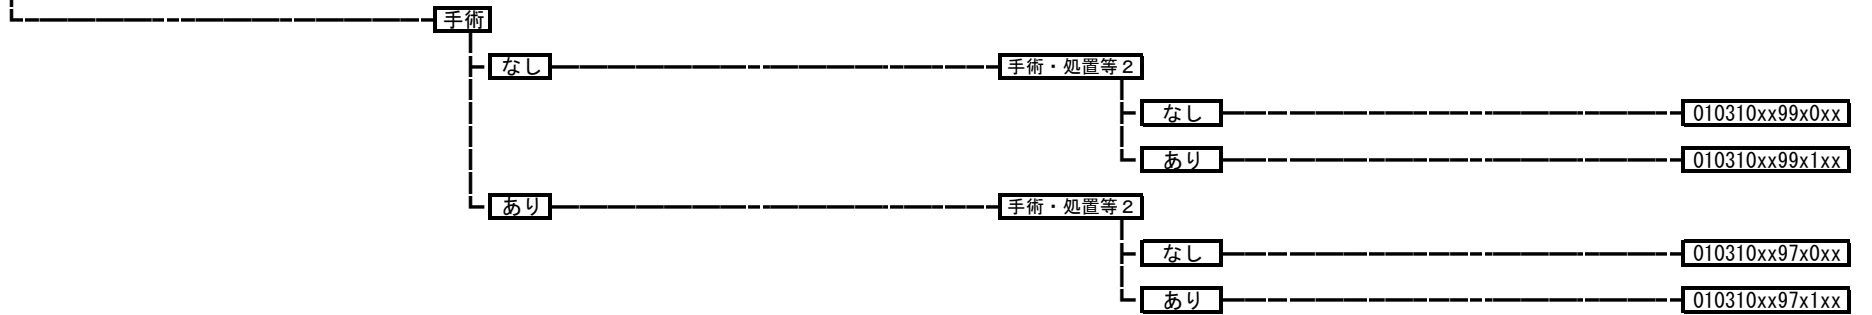 手術
なし 手術・処置等2
なし 010310xx99x0xx
あり 010310xx99x1xx
あり 手術・処置等2
なし 010310xx97x0xx
あり 010310xx97x1xx